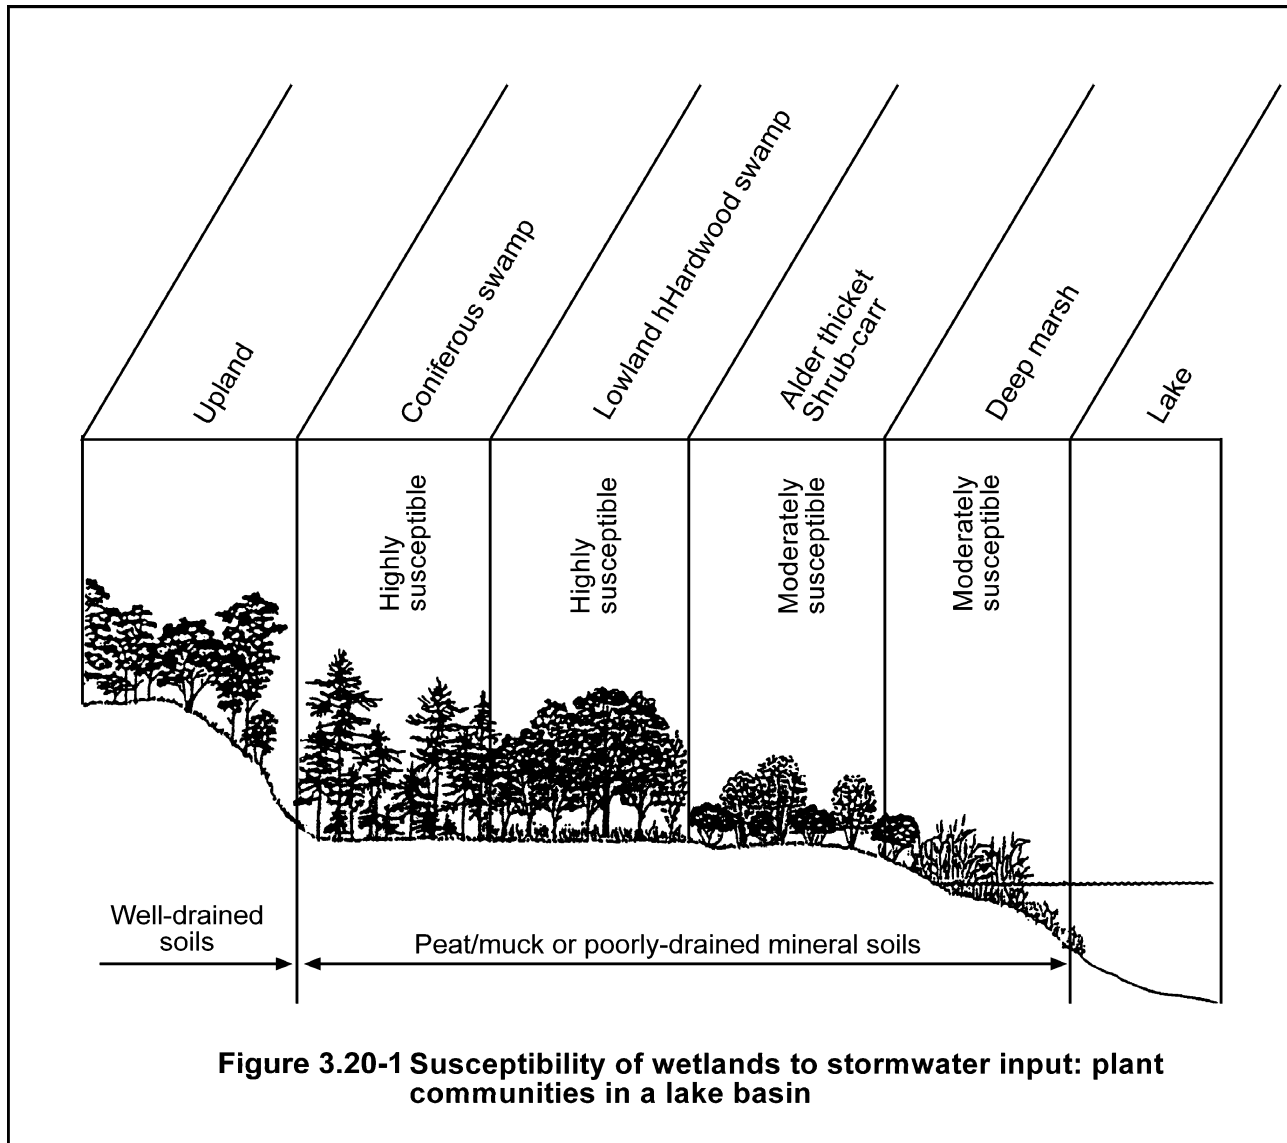 Upland
Coniferous swamp
Lowland hHardwood swamp
Alder thicket
Shrub-carr
Deep marsh
Lake
Highly
susceptible
Highly
susceptible
Moderately
susceptible
Moderately
susceptible
Well-drained
soils
Peat/muck or poorly-drained mineral soils
Figure 3.20-1 Susceptibility of wetlands to stormwater input: plant
communities in a lake basin